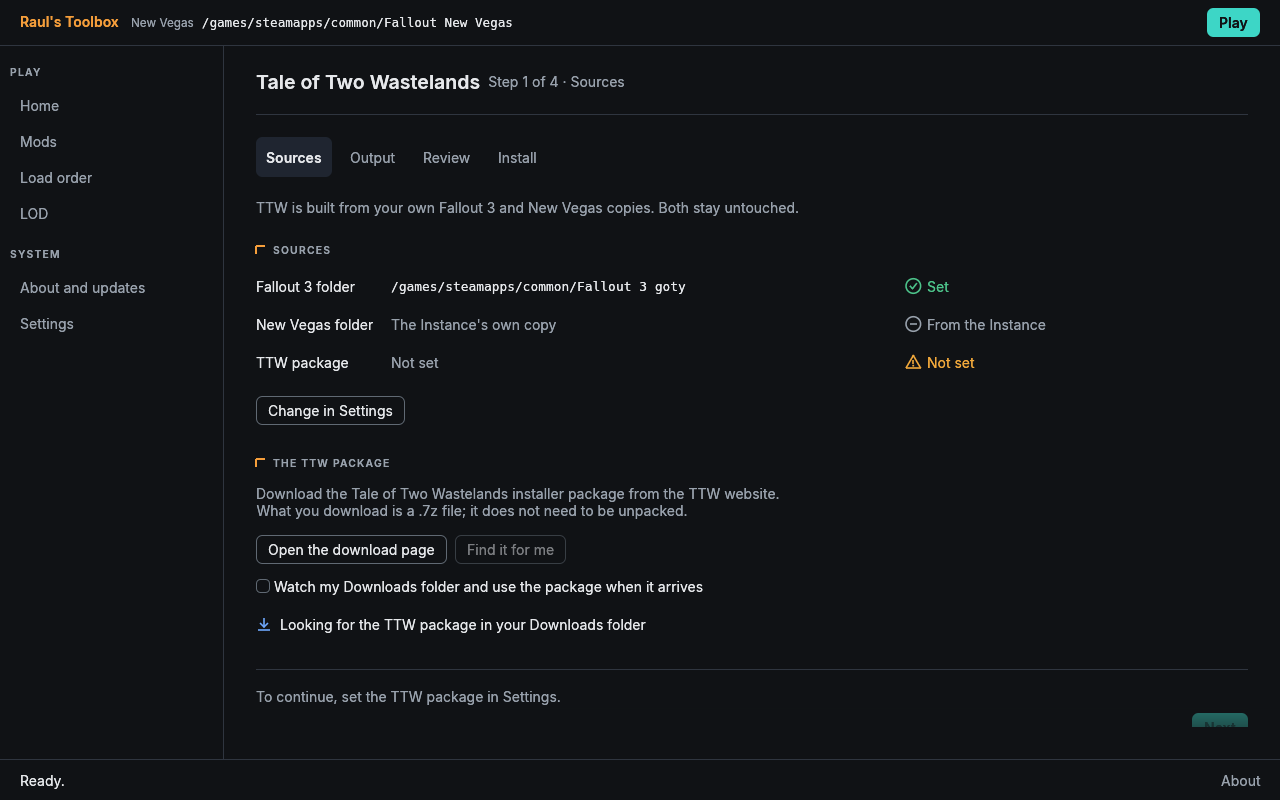 Raul's Toolbox New Vegas /games/steamapps/common/Fallout New Vegas Play
PLAY
Home
Mods
Load order
LOD
SYSTEM
About and updates
Settings
Tale of Two Wastelands Step 1 of 4 · Sources
Sources Output Review Install
TTW is built from your own Fallout 3 and New Vegas copies. Both stay untouched.
SOURCES
Fallout 3 folder /games/steamapps/common/Fallout 3 goty Set
New Vegas folder The Instance's own copy From the Instance
TTW package Not set Not set
Change in Settings
THE TTW PACKAGE
Download the Tale of Two Wastelands installer package from the TTW website.
What you download is a .7z file; it does not need to be unpacked.
Open the download page Find it for me
Watch my Downloads folder and use the package when it arrives
Looking for the TTW package in your Downloads folder
To continue, set the TTW package in Settings.
Next
Ready. About